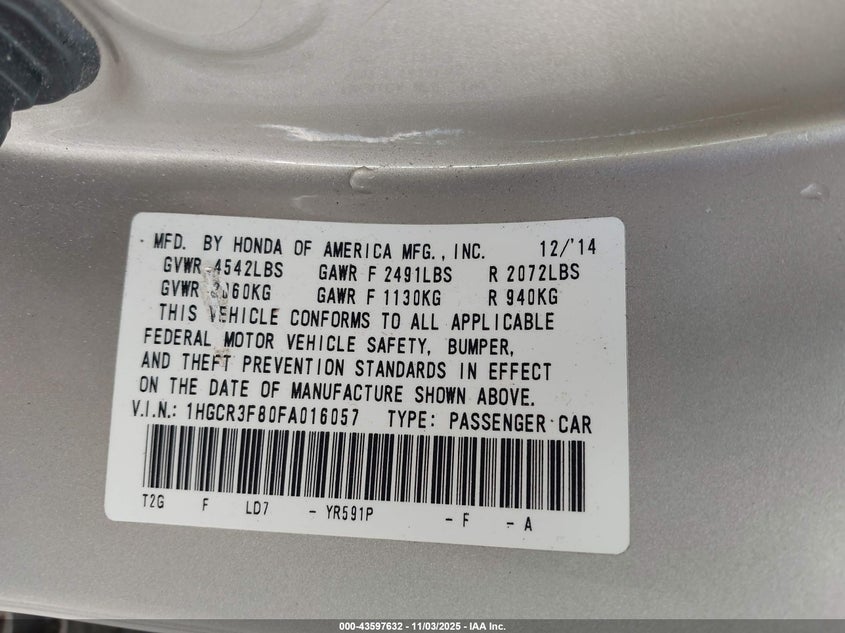 MFD. BY HONDA OF AMERICA MFG., INC. 12/'14
GVWR 4542LBS GAWR F 2491LBS R 2072LBS
GVWR 2060KG GAWR F 1130KG R 940KG
THIS VEHICLE CONFORMS TO ALL APPLICABLE
FEDERAL MOTOR VEHICLE SAFETY, BUMPER,
AND THEFT PREVENTION STANDARDS IN EFFECT
ON THE DATE OF MANUFACTURE SHOWN ABOVE.
V.I.N.: 1HGCR3F80FA016057 TYPE: PASSENGER CAR
T2G F LD7 - YR591P - F - A
000-43597632 - 11/03/2025 - IAA Inc.